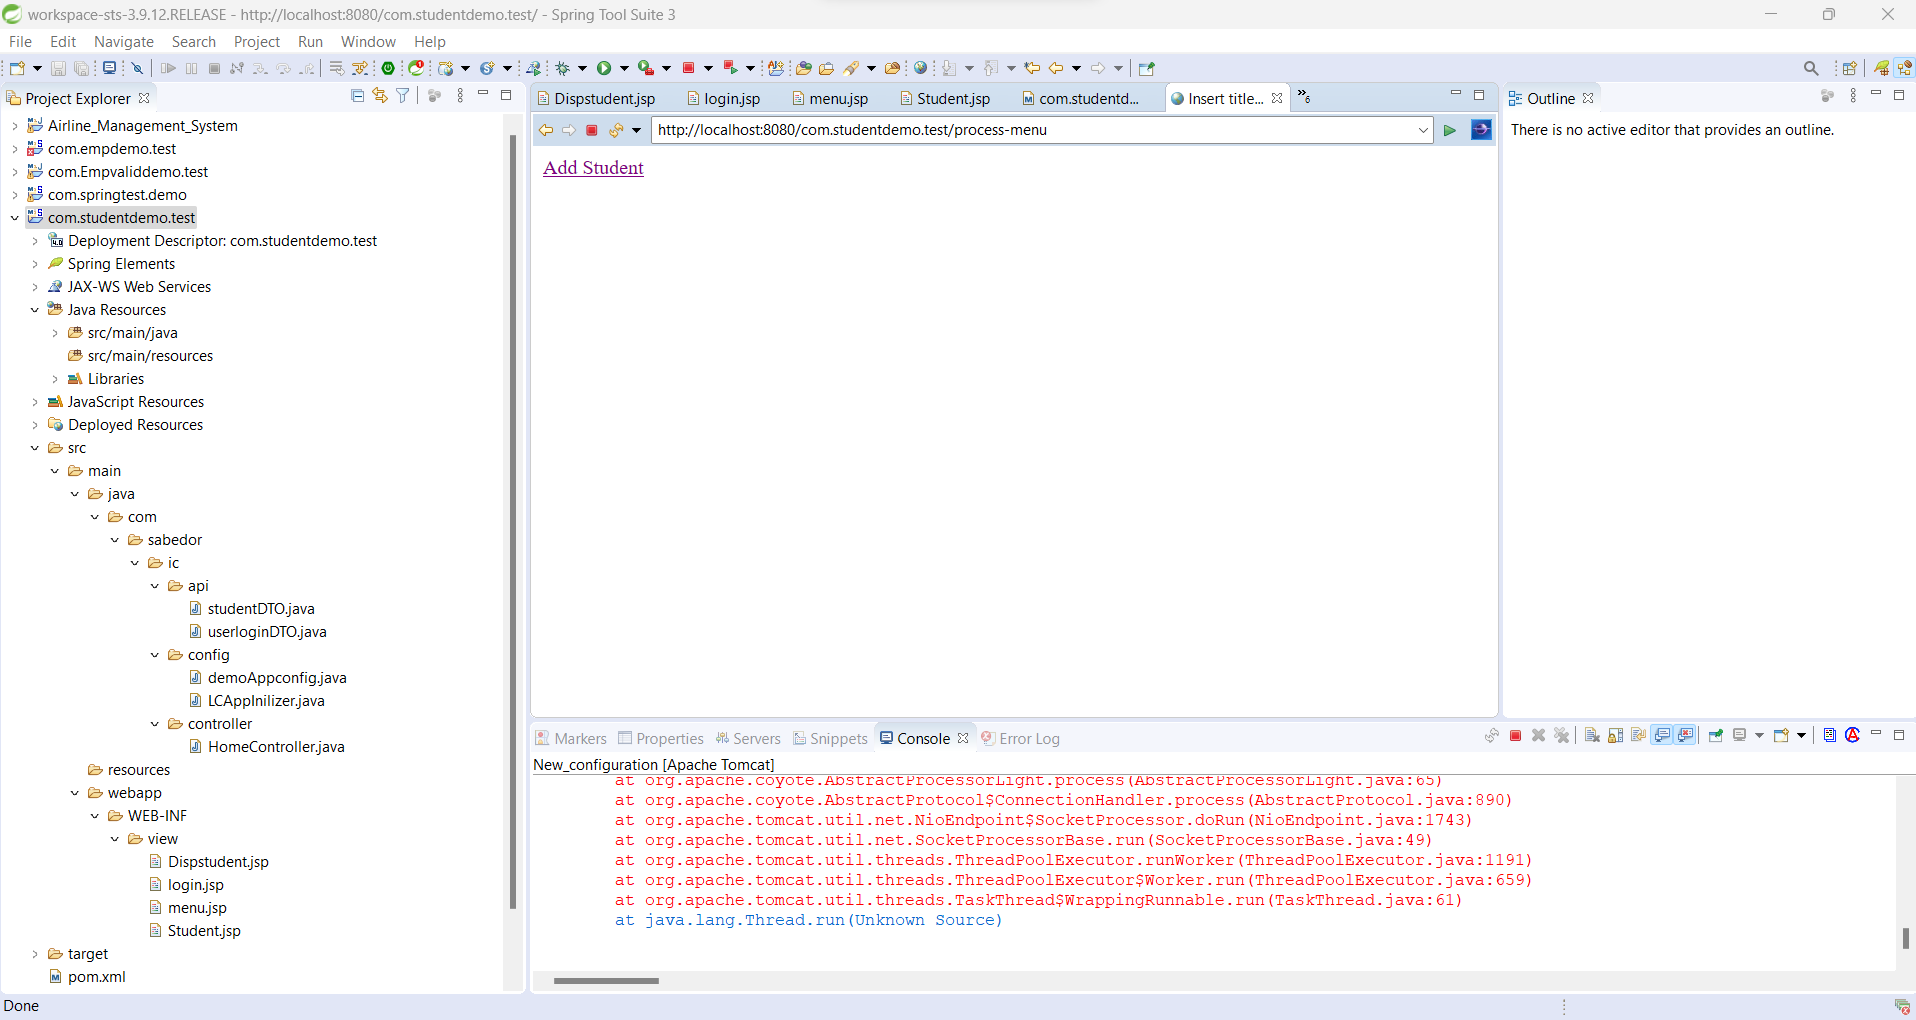 workspace-sts-3.9.12.RELEASE - http://localhost:8080/com.studentdemo.test/ - Spring Tool Suite 3
File Edit Navigate Search Project Run Window Help
Project Explorer
Airline_Management_System
com.empdemo.test
com.Empvaliddemo.test
com.springtest.demo
com.studentdemo.test
Deployment Descriptor: com.studentdemo.test
Spring Elements
JAX-WS Web Services
Java Resources
src/main/java
src/main/resources
Libraries
JavaScript Resources
Deployed Resources
src
main
java
com
sabedor
ic
api
studentDTO.java
userloginDTO.java
config
demoAppconfig.java
LCAppInilizer.java
controller
HomeController.java
resources
webapp
WEB-INF
view
Dispstudent.jsp
login.jsp
menu.jsp
Student.jsp
target
pom.xml
Dispstudent.jsp login.jsp menu.jsp Student.jsp com.studentd... Insert title... »6
http://localhost:8080/com.studentdemo.test/process-menu
Add Student
Outline
There is no active editor that provides an outline.
Markers Properties Servers Snippets Console Error Log
New_configuration [Apache Tomcat]
at org.apache.coyote.AbstractProcessorLight.process(AbstractProcessorLight.java:65)
at org.apache.coyote.AbstractProtocol$ConnectionHandler.process(AbstractProtocol.java:890)
at org.apache.tomcat.util.net.NioEndpoint$SocketProcessor.doRun(NioEndpoint.java:1743)
at org.apache.tomcat.util.net.SocketProcessorBase.run(SocketProcessorBase.java:49)
at org.apache.tomcat.util.threads.ThreadPoolExecutor.runWorker(ThreadPoolExecutor.java:1191)
at org.apache.tomcat.util.threads.ThreadPoolExecutor$Worker.run(ThreadPoolExecutor.java:659)
at org.apache.tomcat.util.threads.TaskThread$WrappingRunnable.run(TaskThread.java:61)
at java.lang.Thread.run(Unknown Source)
Done